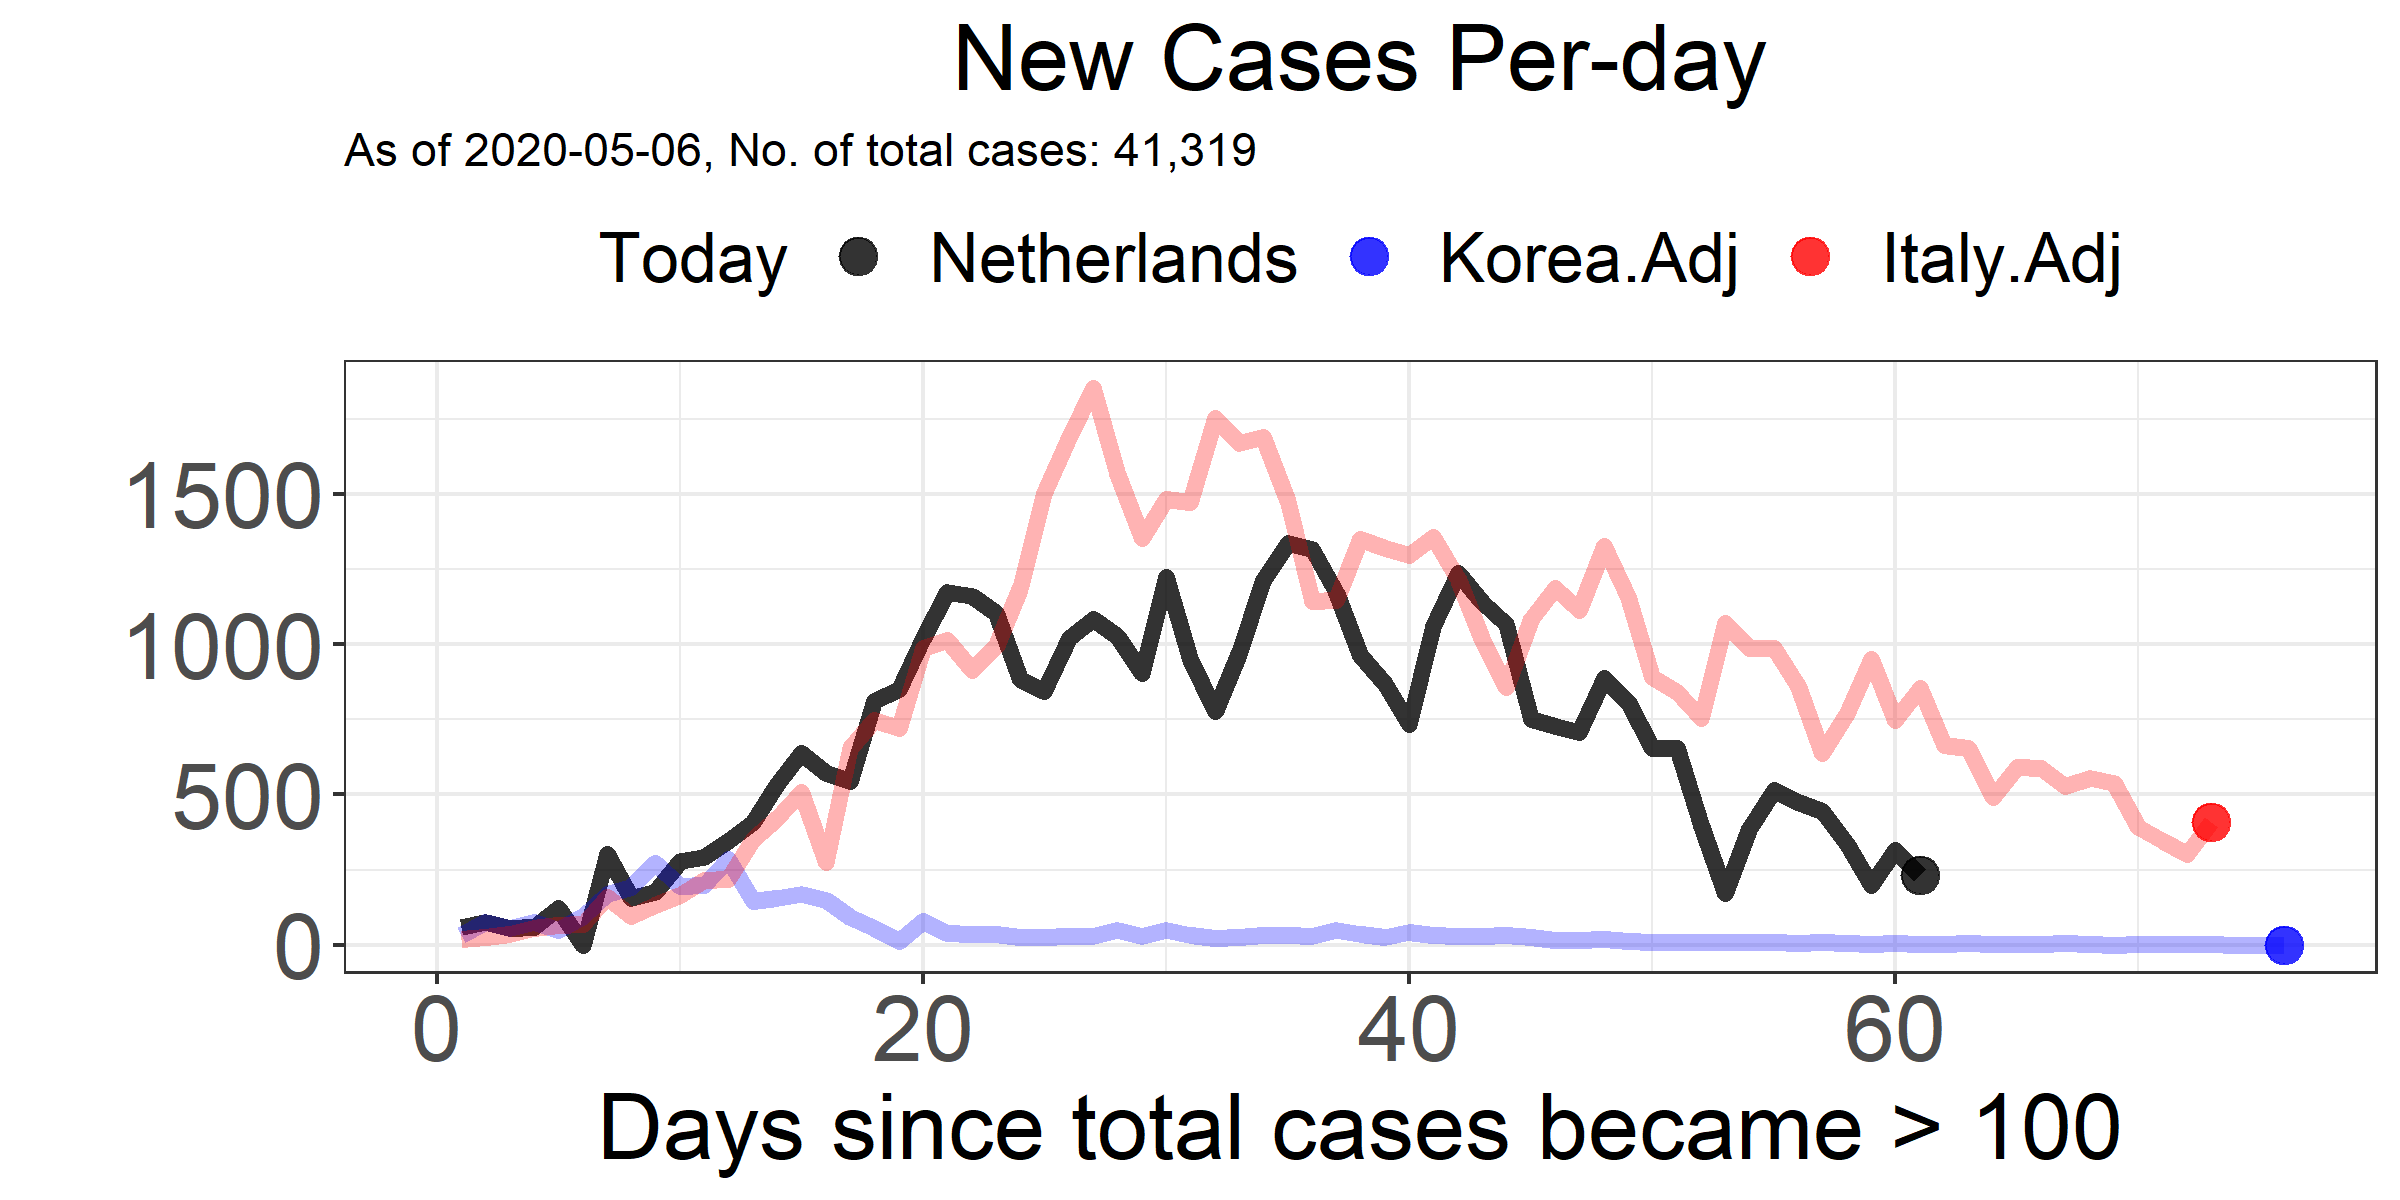 New Cases Per-day
As of 2020-05-06, No. of total cases: 41,319
Today Netherlands Korea.Adj Italy.Adj
1500
1000
500
0
0 20 40 60
Days since total cases became > 100